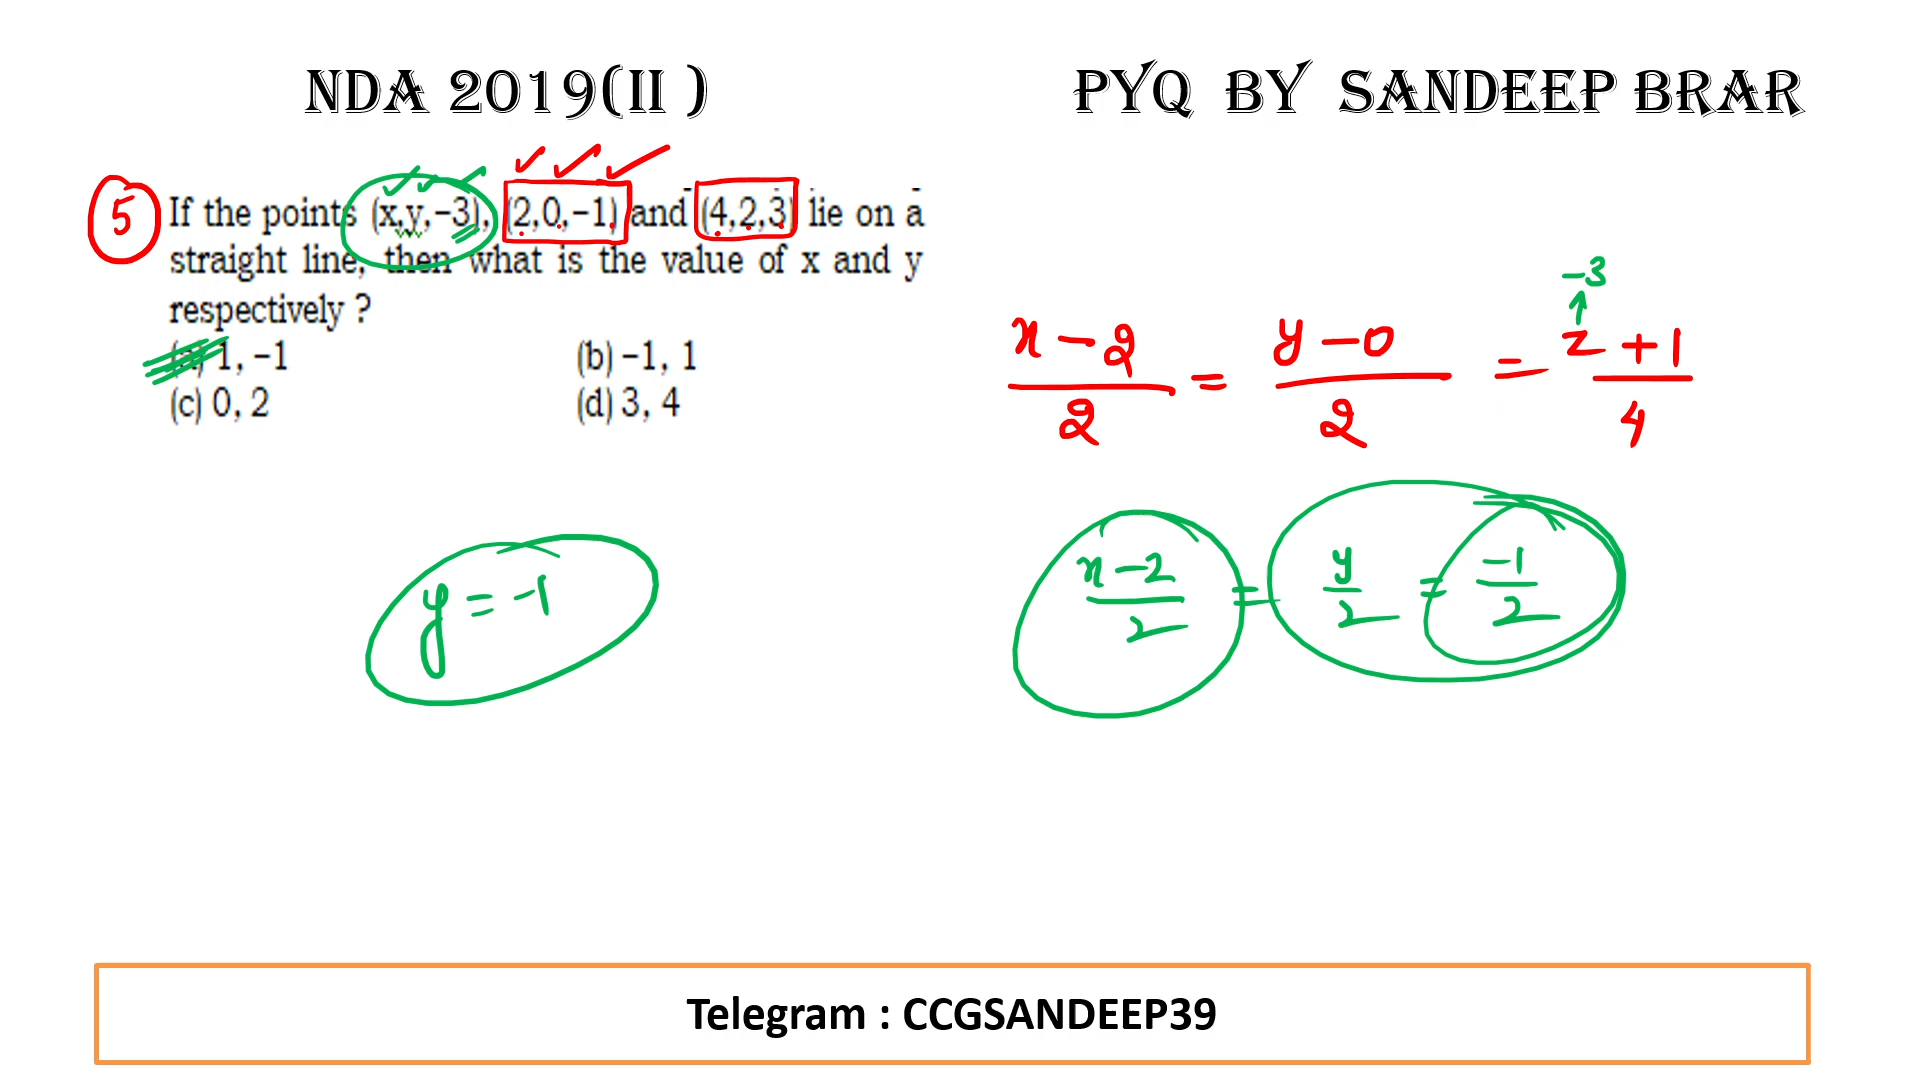 NDA 2019(II ) PYQ BY SANDEEP BRAR
5 If the points (x,y,−3), (2,0,−1) and (4,2,3) lie on a
straight line, then what is the value of x and y
respectively ?
(a) 1, −1 (b) −1, 1
(c) 0, 2 (d) 3, 4
−3
x − 2 / 2 = y − 0 / 2 = z + 1 / 4
x − 2 / 2 = y / 2 = −1 / 2
y = −1
Telegram : CCGSANDEEP39